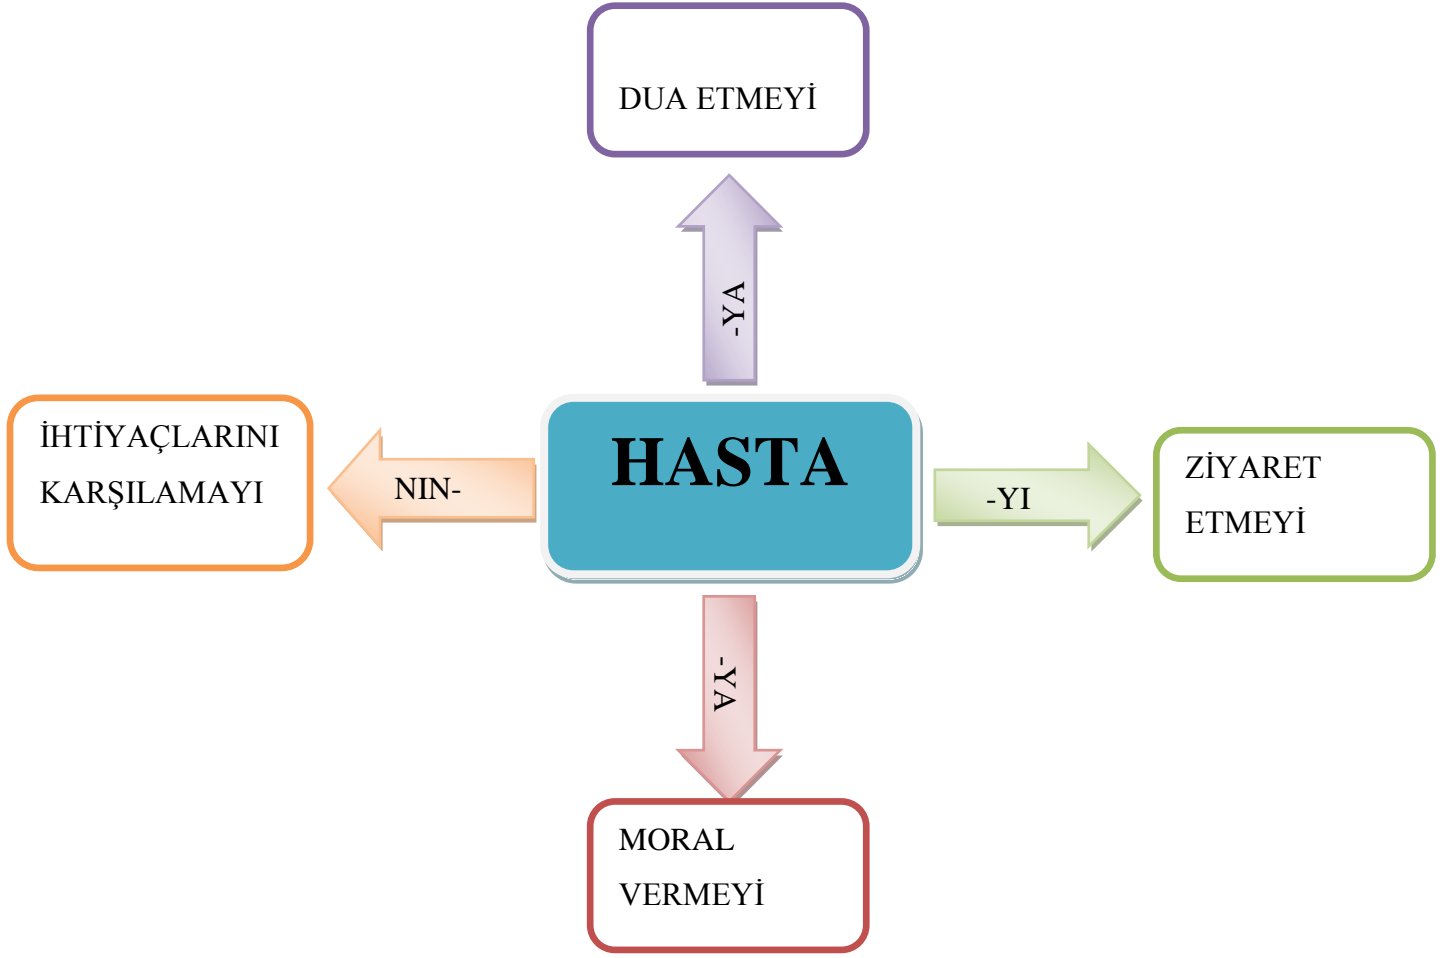 DUA ETMEYİ
-YA
İHTİYAÇLARINI
KARŞILAMAYI
NIN-
HASTA
-YI
ZİYARET
ETMEYİ
-YA
MORAL
VERMEYİ